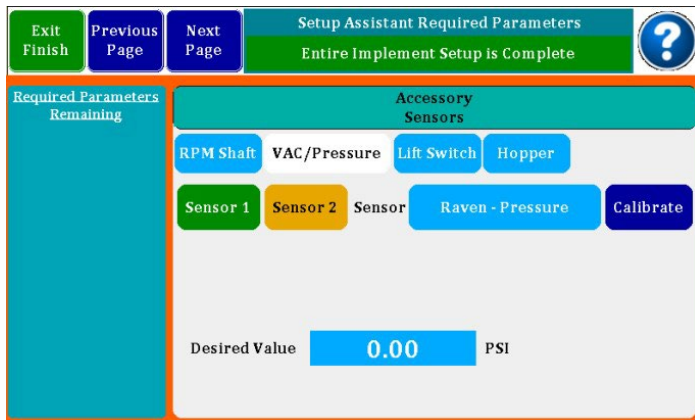 Exit
Finish
Previous
Page
Next
Page
Setup Assistant Required Parameters
Entire Implement Setup is Complete
?
Required Parameters
Remaining
Accessory
Sensors
RPM Shaft VAC/Pressure Lift Switch Hopper
Sensor 1 Sensor 2 Sensor Raven - Pressure Calibrate
Desired Value 0.00 PSI